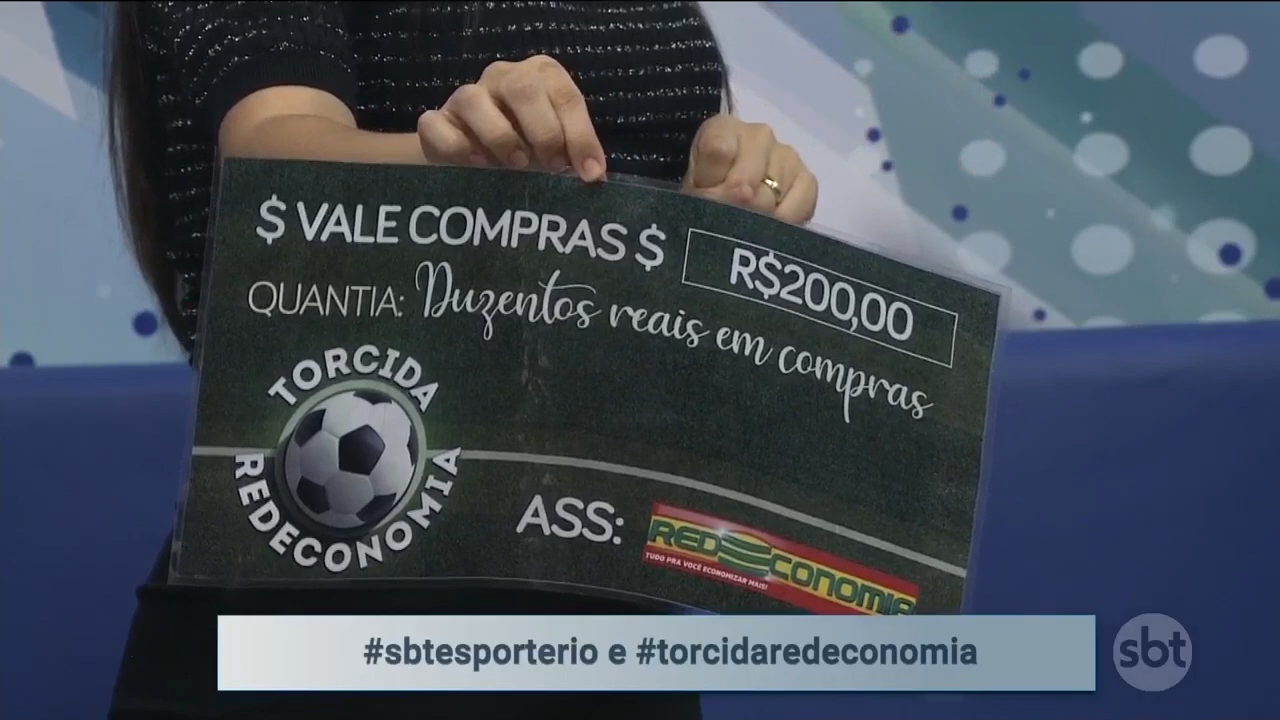 $ VALE COMPRAS $ R$200,00
QUANTIA: Duzentos reais em compras
TORCIDA
REDECONOMIA
ASS:
REDECONOMIA
TUDO PRA VOCÊ ECONOMIZAR MAIS!
#sbtesporterio e #torcidaredeconomia
sbt